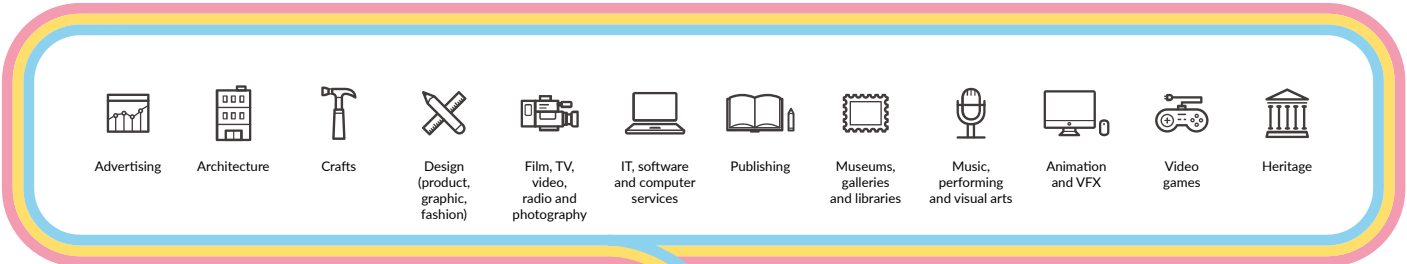 Advertising
Architecture
Crafts
Design
(product,
graphic,
fashion)
Film, TV,
video,
radio and
photography
IT, software
and computer
services
Publishing
Museums,
galleries
and libraries
Music,
performing
and visual arts
Animation
and VFX
Video
games
Heritage